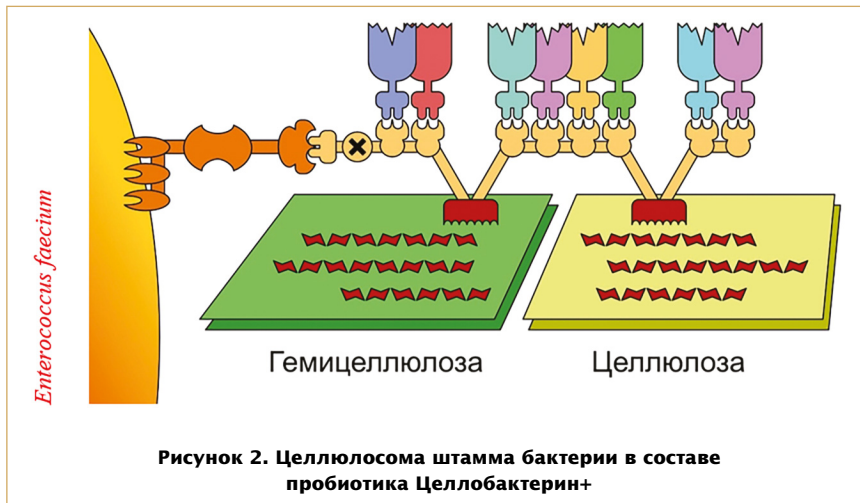 Enterococcus faecium
Гемицеллюлоза
Целлюлоза
Рисунок 2. Целлюлосома штамма бактерии в составе
пробиотика Целлобактерин+